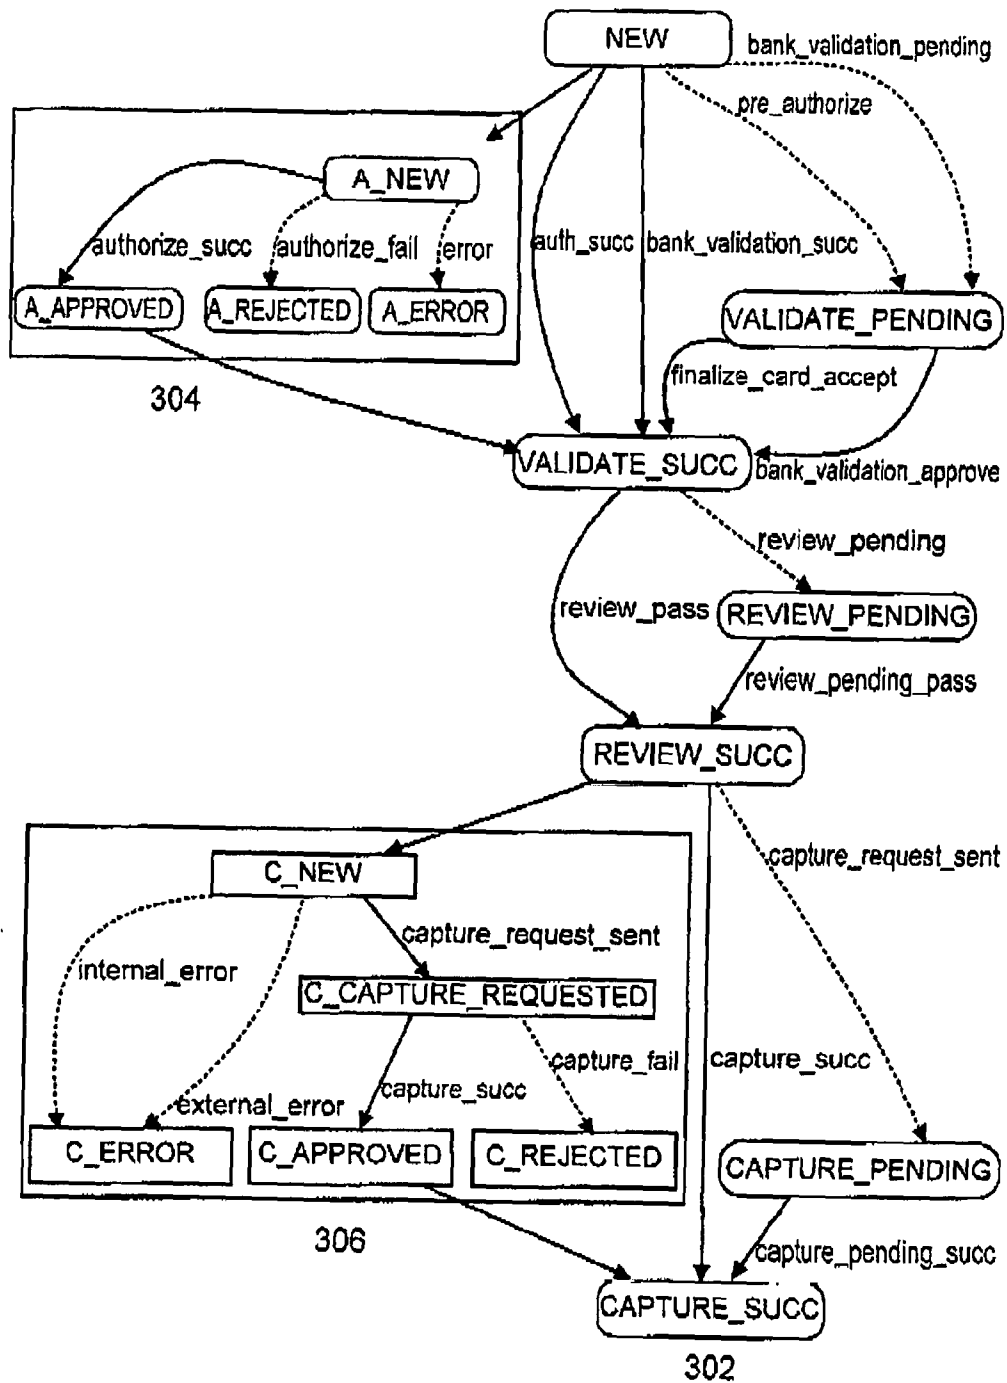 NEW
bank_validation_pending
pre_authorize
A_NEW
authorize_succ
authorize_fail
error
auth_succ
bank_validation_succ
A_APPROVED
A_REJECTED
A_ERROR
VALIDATE_PENDING
finalize_card_accept
304
VALIDATE_SUCC
bank_validation_approve
review_pending
review_pass
REVIEW_PENDING
review_pending_pass
REVIEW_SUCC
C_NEW
capture_request_sent
capture_request_sent
internal_error
C_CAPTURE_REQUESTED
capture_fail
capture_succ
capture_succ
external_error
C_ERROR
C_APPROVED
C_REJECTED
CAPTURE_PENDING
306
capture_pending_succ
CAPTURE_SUCC
302